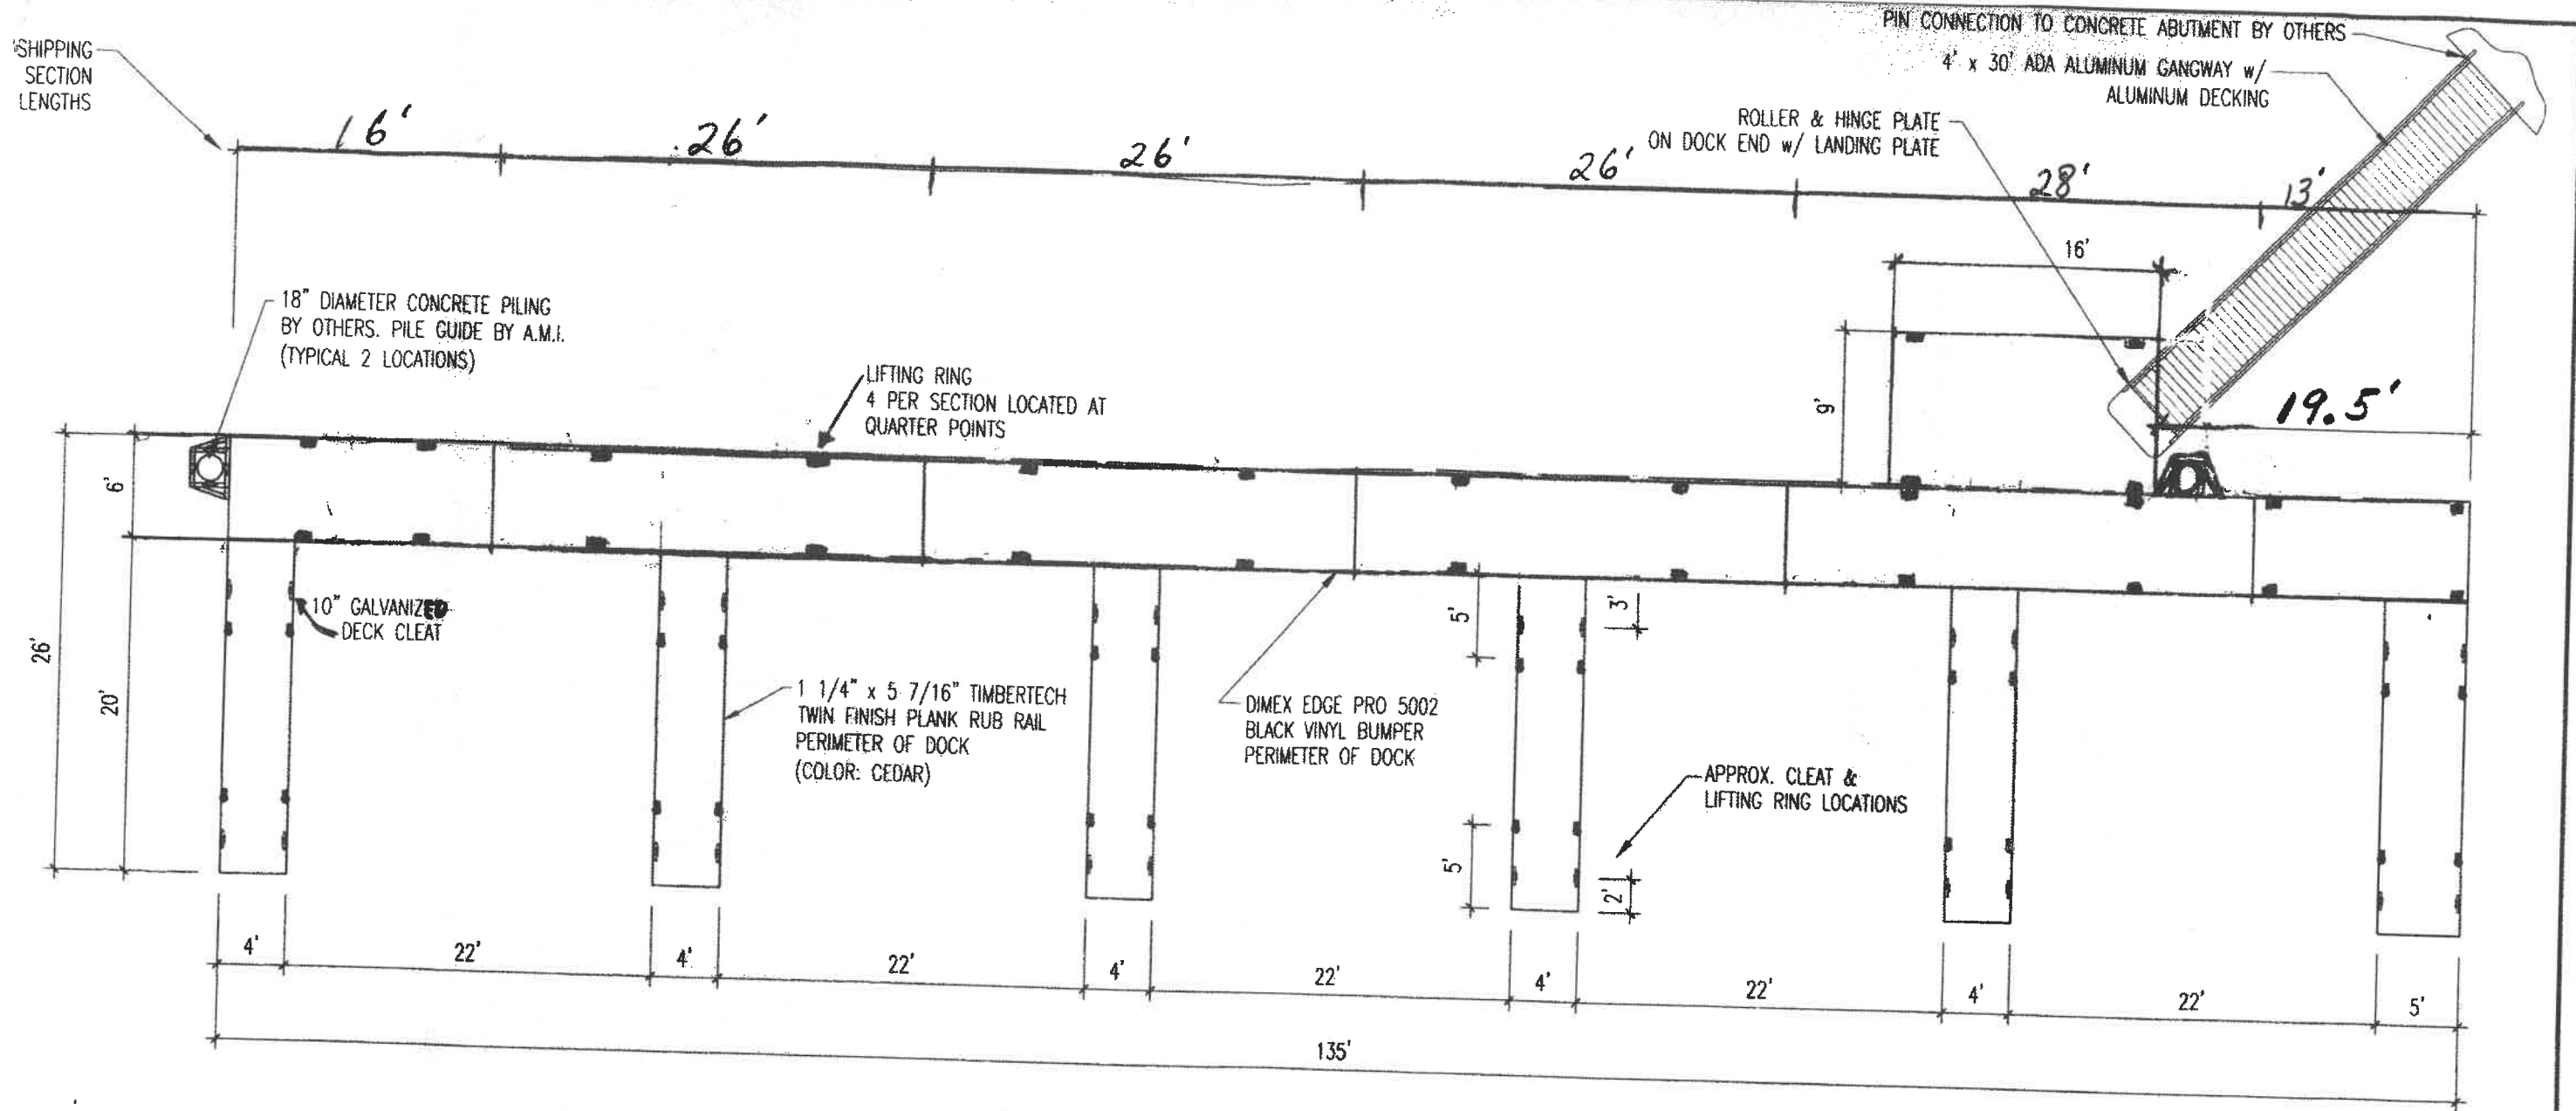 PIN CONNECTION TO CONCRETE ABUTMENT BY OTHERS
4' x 30' ADA ALUMINUM GANGWAY w/
ALUMINUM DECKING
ROLLER & HINGE PLATE
ON DOCK END w/ LANDING PLATE
SHIPPING
SECTION
LENGTHS
16' 26' 26' 26' 28' 13'
16'
9'
19.5'
18" DIAMETER CONCRETE PILING
BY OTHERS. PILE GUIDE BY A.M.I.
(TYPICAL 2 LOCATIONS)
LIFTING RING
4 PER SECTION LOCATED AT
QUARTER POINTS
6'
26'
20'
10" GALVANIZED
DECK CLEAT
1 1/4" x 5 7/16" TIMBERTECH
TWIN FINISH PLANK RUB RAIL
PERIMETER OF DOCK
(COLOR: CEDAR)
DIMEX EDGE PRO 5002
BLACK VINYL BUMPER
PERIMETER OF DOCK
5'
3'
APPROX. CLEAT &
LIFTING RING LOCATIONS
5'
2'
4' 22' 4' 22' 4' 22' 4' 22' 4' 22' 5'
135'